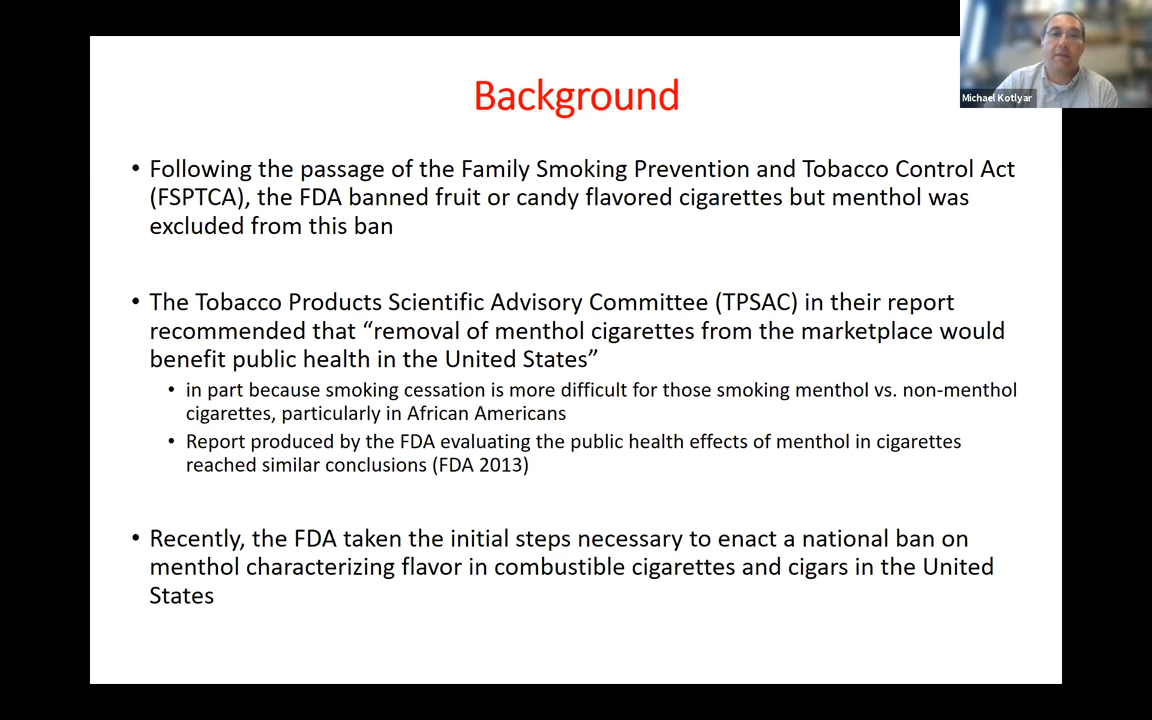 Background
Michael Kotlyar
• Following the passage of the Family Smoking Prevention and Tobacco Control Act
(FSPTCA), the FDA banned fruit or candy flavored cigarettes but menthol was
excluded from this ban
• The Tobacco Products Scientific Advisory Committee (TPSAC) in their report
recommended that “removal of menthol cigarettes from the marketplace would
benefit public health in the United States”
• in part because smoking cessation is more difficult for those smoking menthol vs. non-menthol
cigarettes, particularly in African Americans
• Report produced by the FDA evaluating the public health effects of menthol in cigarettes
reached similar conclusions (FDA 2013)
• Recently, the FDA taken the initial steps necessary to enact a national ban on
menthol characterizing flavor in combustible cigarettes and cigars in the United
States